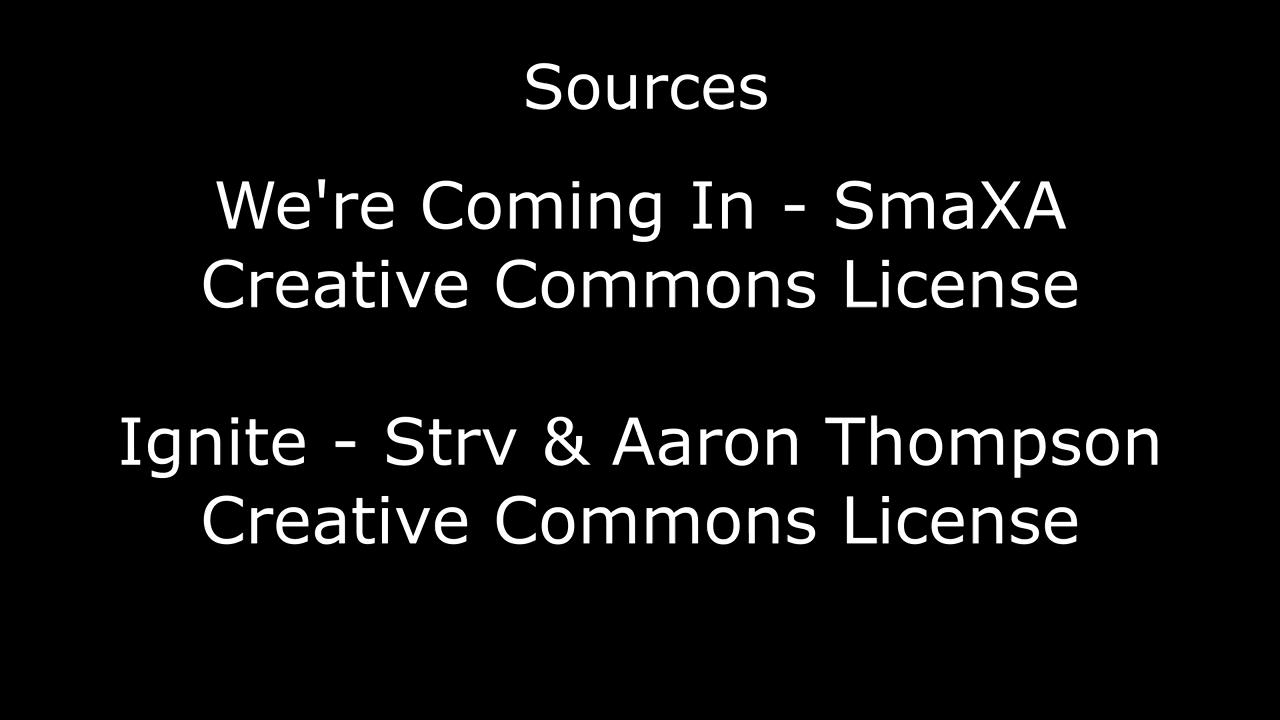 Sources
We're Coming In - SmaXA
Creative Commons License
Ignite - Strv & Aaron Thompson
Creative Commons License